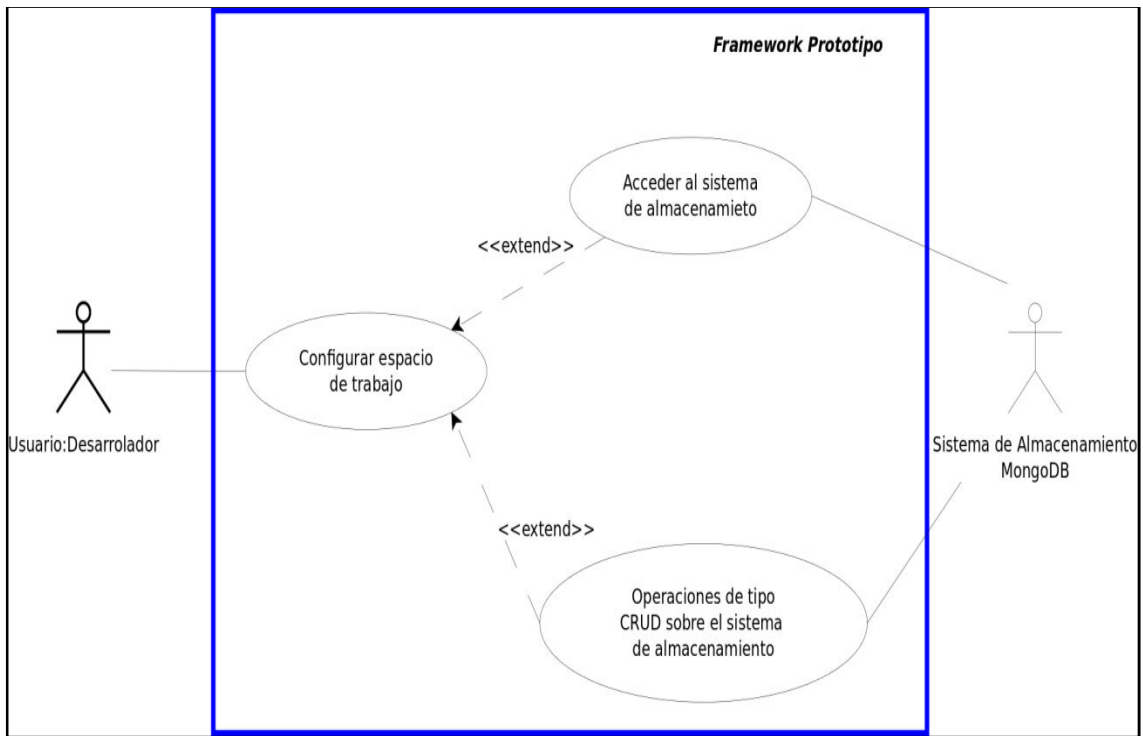 Framework Prototipo
Acceder al sistema
de almacenamieto
<<extend>>
Configurar espacio
de trabajo
Usuario:Desarrolador
Sistema de Almacenamiento
MongoDB
<<extend>>
Operaciones de tipo
CRUD sobre el sistema
de almacenamiento